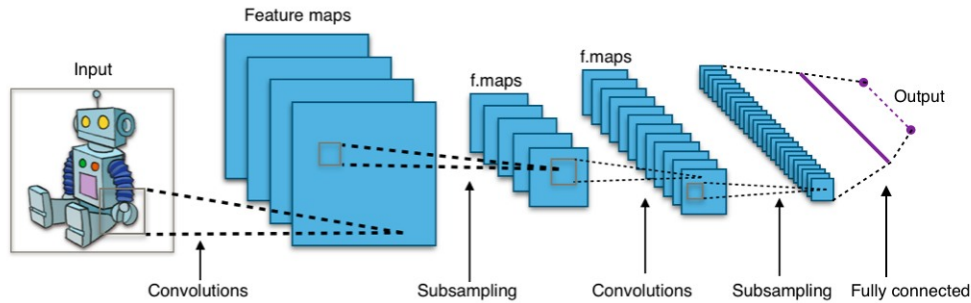 Feature maps
Input
f.maps
f.maps
Output
Convolutions
Subsampling
Convolutions
Subsampling
Fully connected